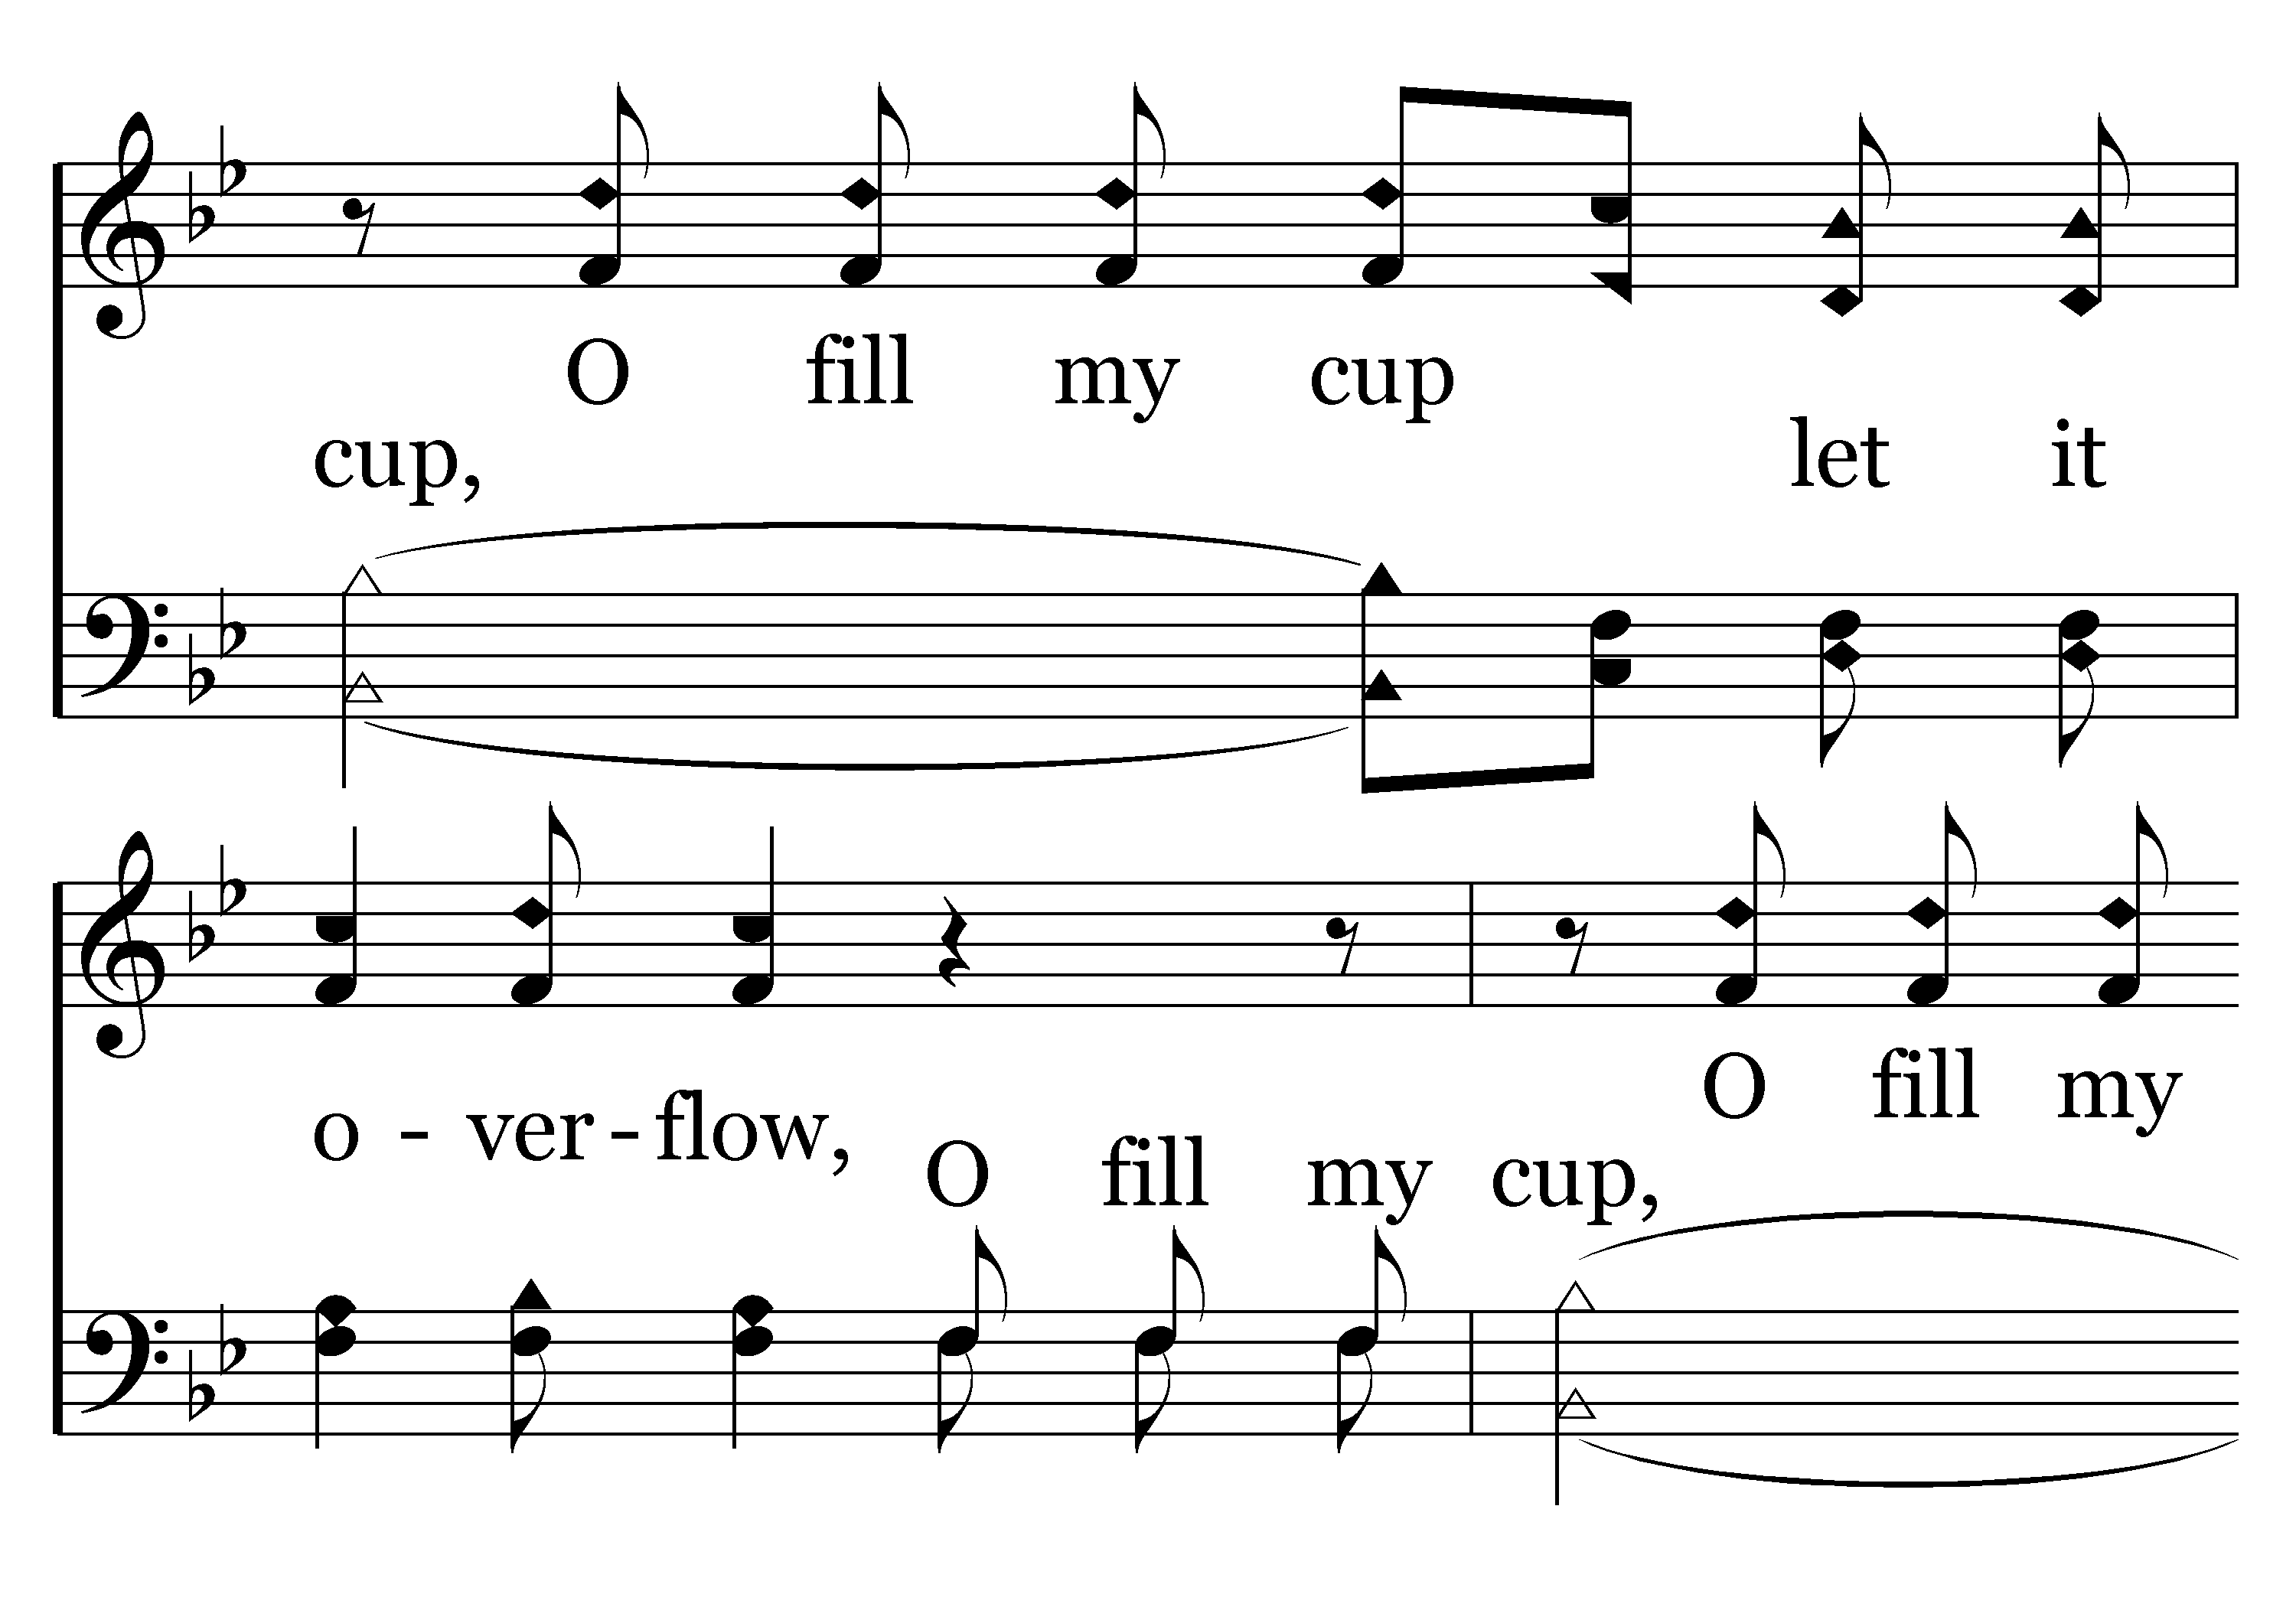 O fill my cup
cup, let it
O fill my
o - ver - flow,
O fill my cup,